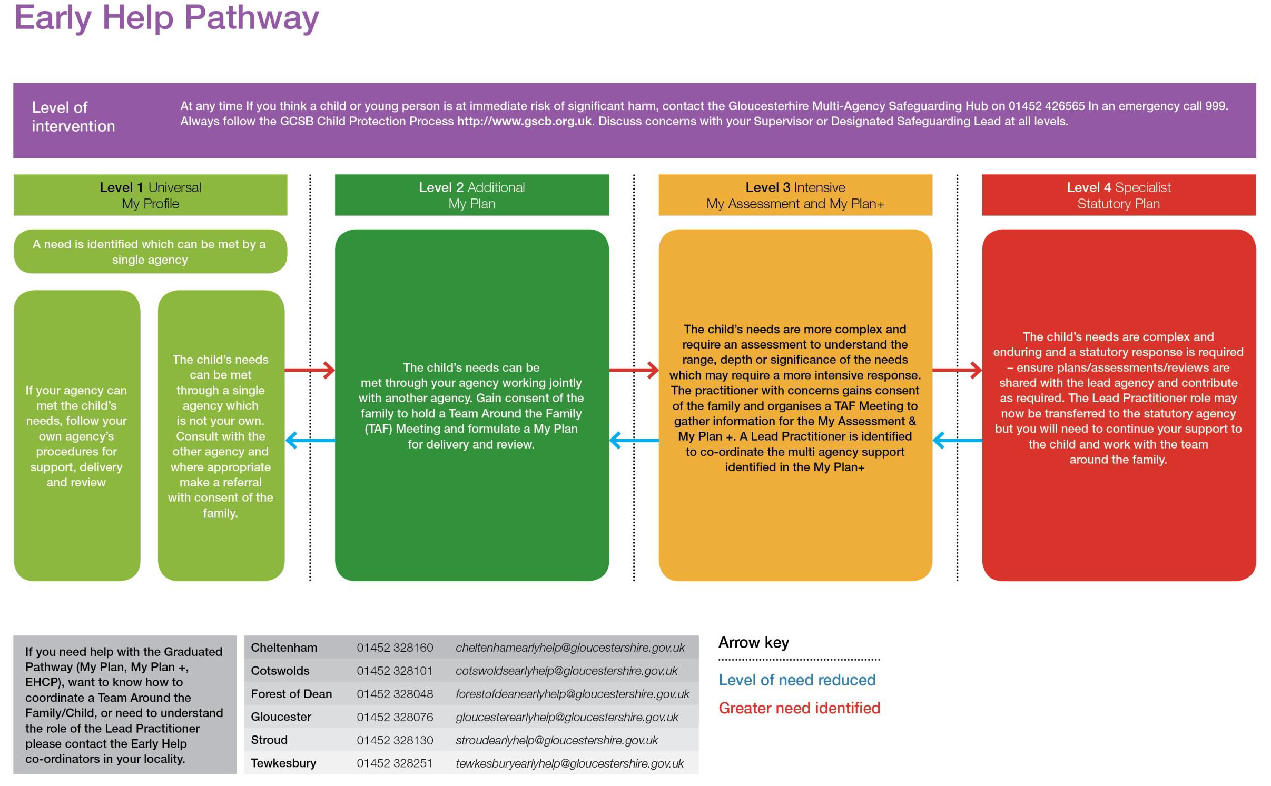 Early Help Pathway
Level of
intervention
At any time If you think a child or young person is at immediate risk of significant harm, contact the Gloucesterhire Multi-Agency Safeguarding Hub on 01452 426565 In an emergency call 999.
Always follow the GCSB Child Protection Process http://www.gscb.org.uk. Discuss concerns with your Supervisor or Designated Safeguarding Lead at all levels.
Level 1 Universal
My Profile
A need is identified which can be met by a
single agency
If your agency can
met the child's
needs, follow your
own agency's
procedures for
support, delivery
and review
The child's needs
can be met
through a single
agency which
is not your own.
Consult with the
other agency and
where appropriate
make a referral
with consent of the
family.
Level 2 Additional
My Plan
The child's needs can be
met through your agency working jointly
with another agency. Gain consent of the
family to hold a Team Around the Family
(TAF) Meeting and formulate a My Plan
for delivery and review.
Level 3 Intensive
My Assessment and My Plan+
The child's needs are more complex and
require an assessment to understand the
range, depth or significance of the needs
which may require a more intensive response.
The practitioner with concerns gains consent
of the family and organises a TAF Meeting to
gather information for the My Assessment &
My Plan +. A Lead Practitioner is identified
to co-ordinate the multi agency support
identified in the My Plan+
Level 4 Specialist
Statutory Plan
The child's needs are complex and
enduring and a statutory response is required
– ensure plans/assessments/reviews are
shared with the lead agency and contribute
as required. The Lead Practitioner role may
now be transferred to the statutory agency
but you will need to continue your support to
the child and work with the team
around the family.
If you need help with the Graduated
Pathway (My Plan, My Plan +,
EHCP), want to know how to
coordinate a Team Around the
Family/Child, or need to understand
the role of the Lead Practitioner
please contact the Early Help
co-ordinators in your locality.
Cheltenham 01452 328160 cheltenhamearlyhelp@gloucestershire.gov.uk
Cotswolds 01452 328101 cotswoldsearlyhelp@gloucestershire.gov.uk
Forest of Dean 01452 328048 forestofdeanearlyhelp@gloucestershire.gov.uk
Gloucester 01452 328076 gloucesterearlyhelp@gloucestershire.gov.uk
Stroud 01452 328130 stroudearlyhelp@gloucestershire.gov.uk
Tewkesbury 01452 328251 tewkesburyearlyhelp@gloucestershire.gov.uk
Arrow key
Level of need reduced
Greater need identified